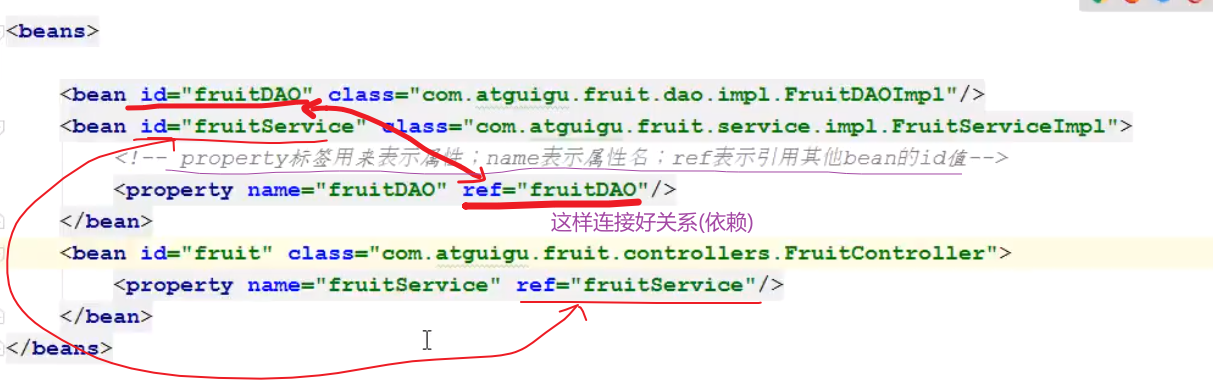 <beans>
<bean id="fruitDAO" class="com.atguigu.fruit.dao.impl.FruitDAOImpl"/>
<bean id="fruitService" class="com.atguigu.fruit.service.impl.FruitServiceImpl">
<!-- property标签用来表示属性；name表示属性名；ref表示引用其他bean的id值-->
<property name="fruitDAO" ref="fruitDAO"/>
这样连接好关系(依赖)
</bean>
<bean id="fruit" class="com.atguigu.fruit.controllers.FruitController">
<property name="fruitService" ref="fruitService"/>
</bean>
</beans>